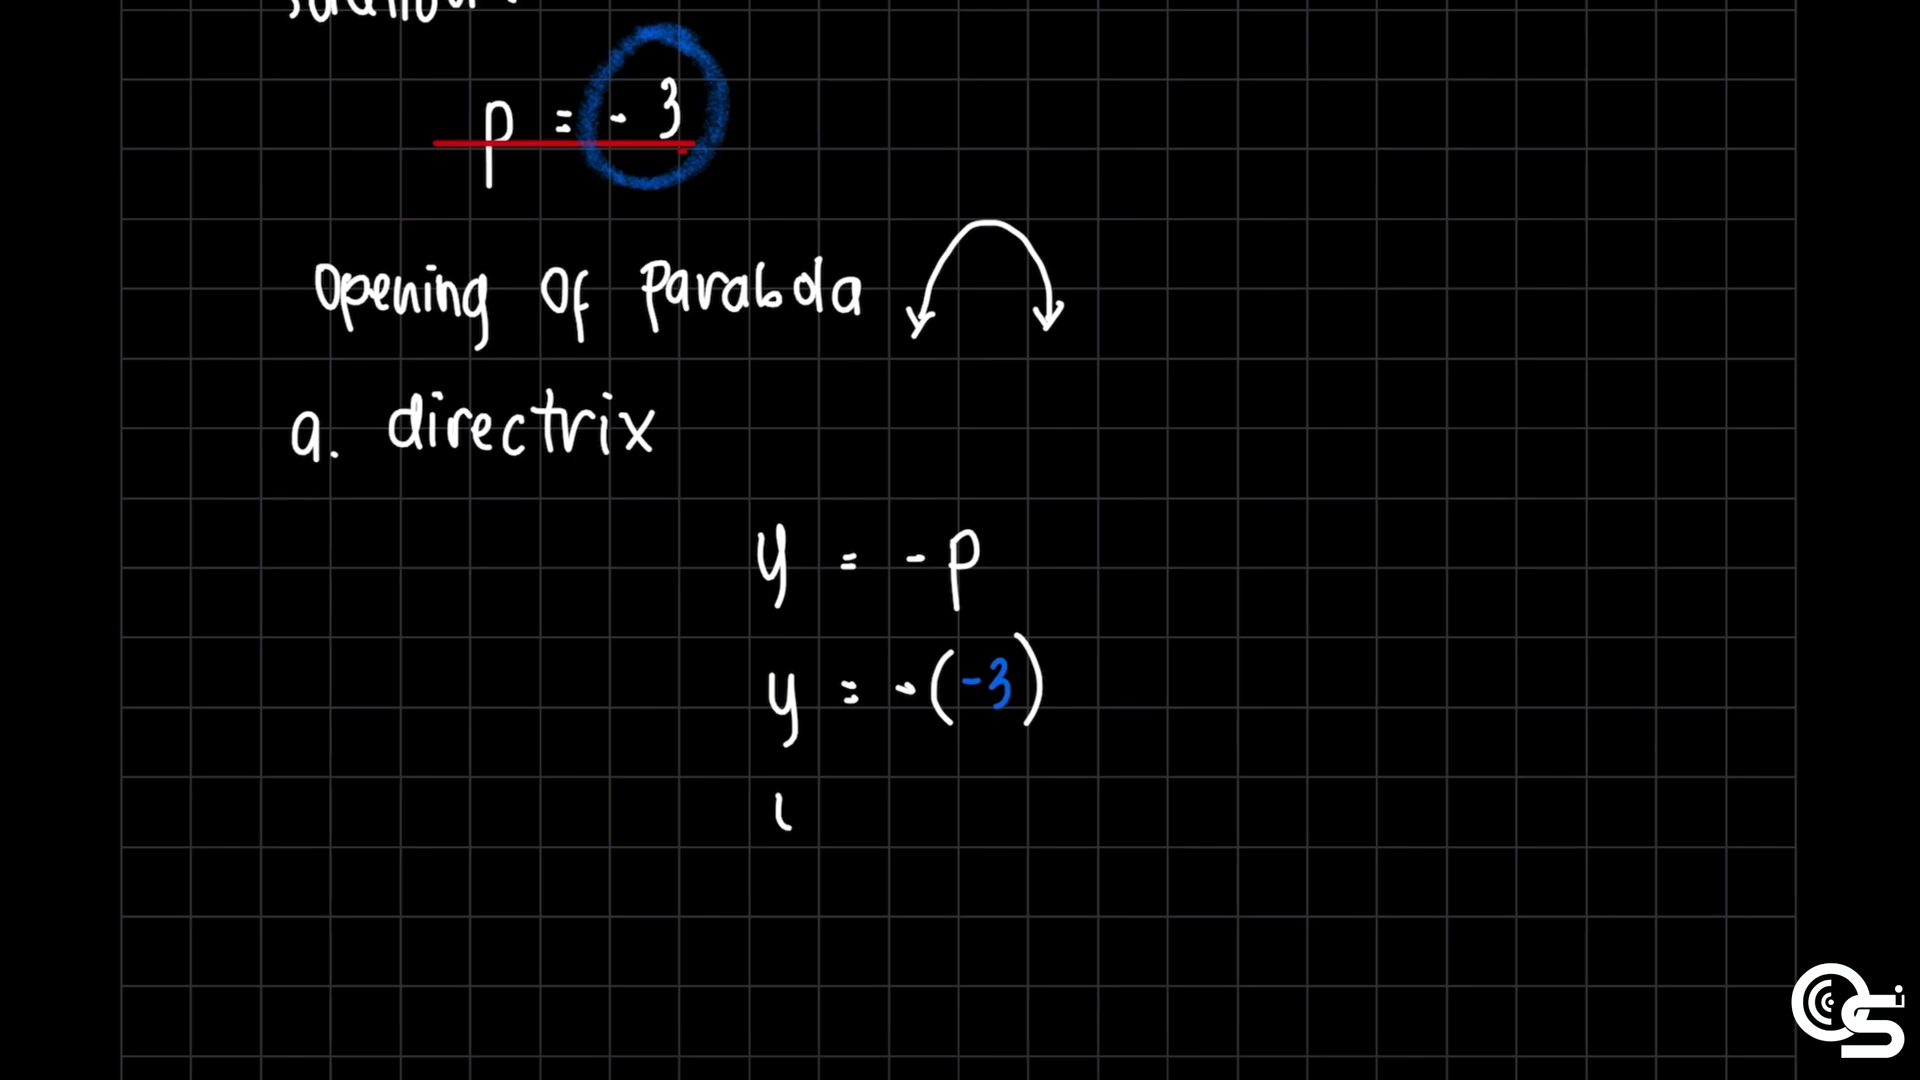 p = - 3
Opening of Parabola
a. directrix
y = - p
y = - (-3)